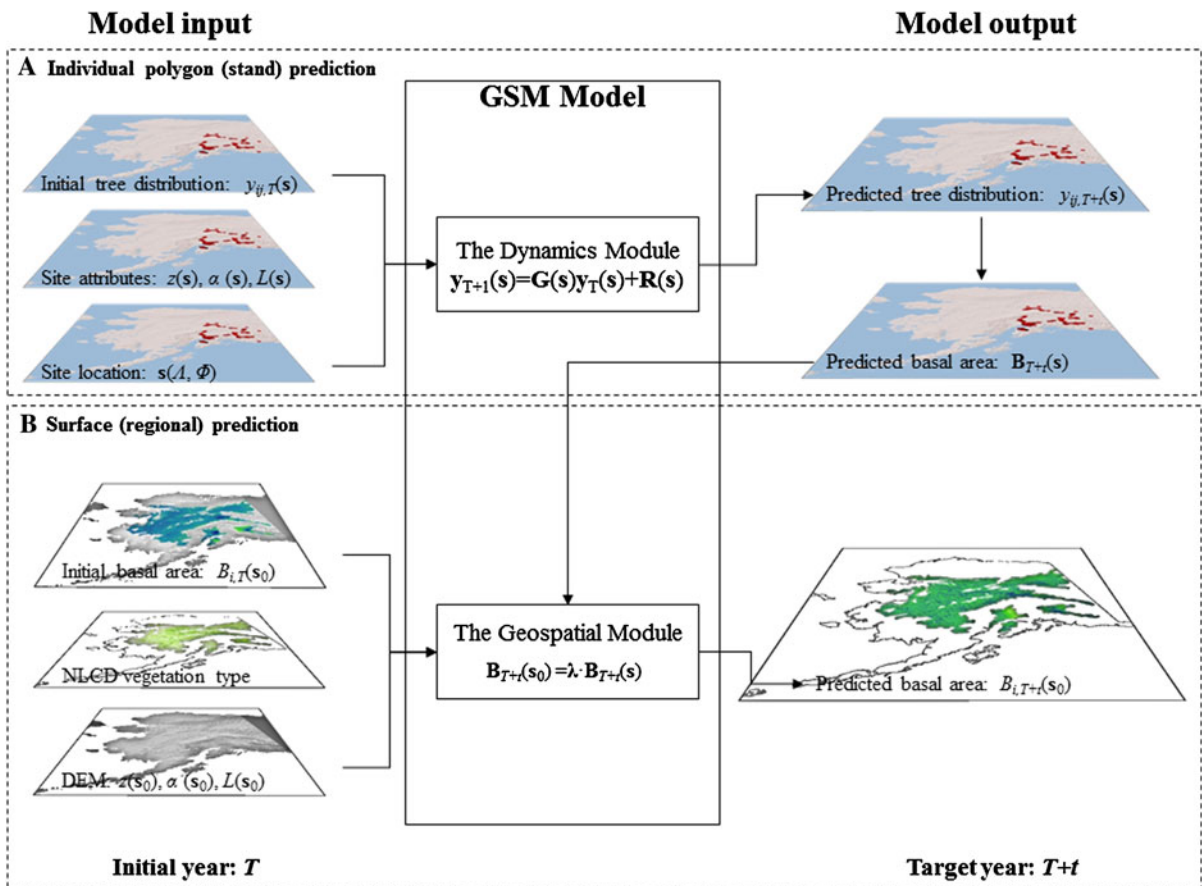 Model input
Model output
A Individual polygon (stand) prediction
GSM Model
Initial tree distribution: y_{ij,T}(s)
Site attributes: z(s), α (s), L(s)
Site location: s(Λ, Φ)
The Dynamics Module
y_{T+1}(s)=G(s)y_T(s)+R(s)
Predicted tree distribution: y_{ij,T+t}(s)
Predicted basal area: B_{T+t}(s)
B Surface (regional) prediction
Initial basal area: B_{i,T}(s_0)
NLCD vegetation type
DEM: z(s_0), α (s_0), L(s_0)
The Geospatial Module
B_{T+t}(s_0)=λ·B_{T+t}(s)
Predicted basal area: B_{i,T+t}(s_0)
Initial year: T
Target year: T+t